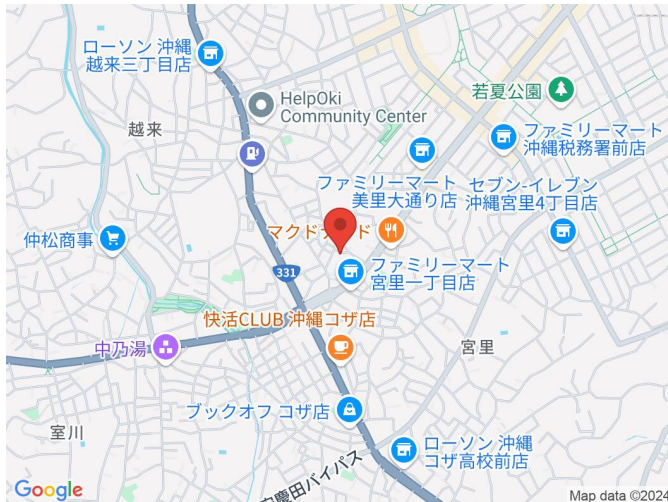 ローソン 沖縄
越来三丁目店
HelpOki
Community Center
若夏公園
越来
ファミリーマート
沖縄税務署前店
ファミリーマート
美里大通り店
セブン-イレブン
沖縄宮里4丁目店
仲松商事
331
ファミリーマート
宮里一丁目店
快活CLUB 沖縄コザ店
中乃湯
宮里
ブックオフ コザ店
室川
ローソン 沖縄
コザ高校前店
慶田バイパス
Google
Map data ©2024